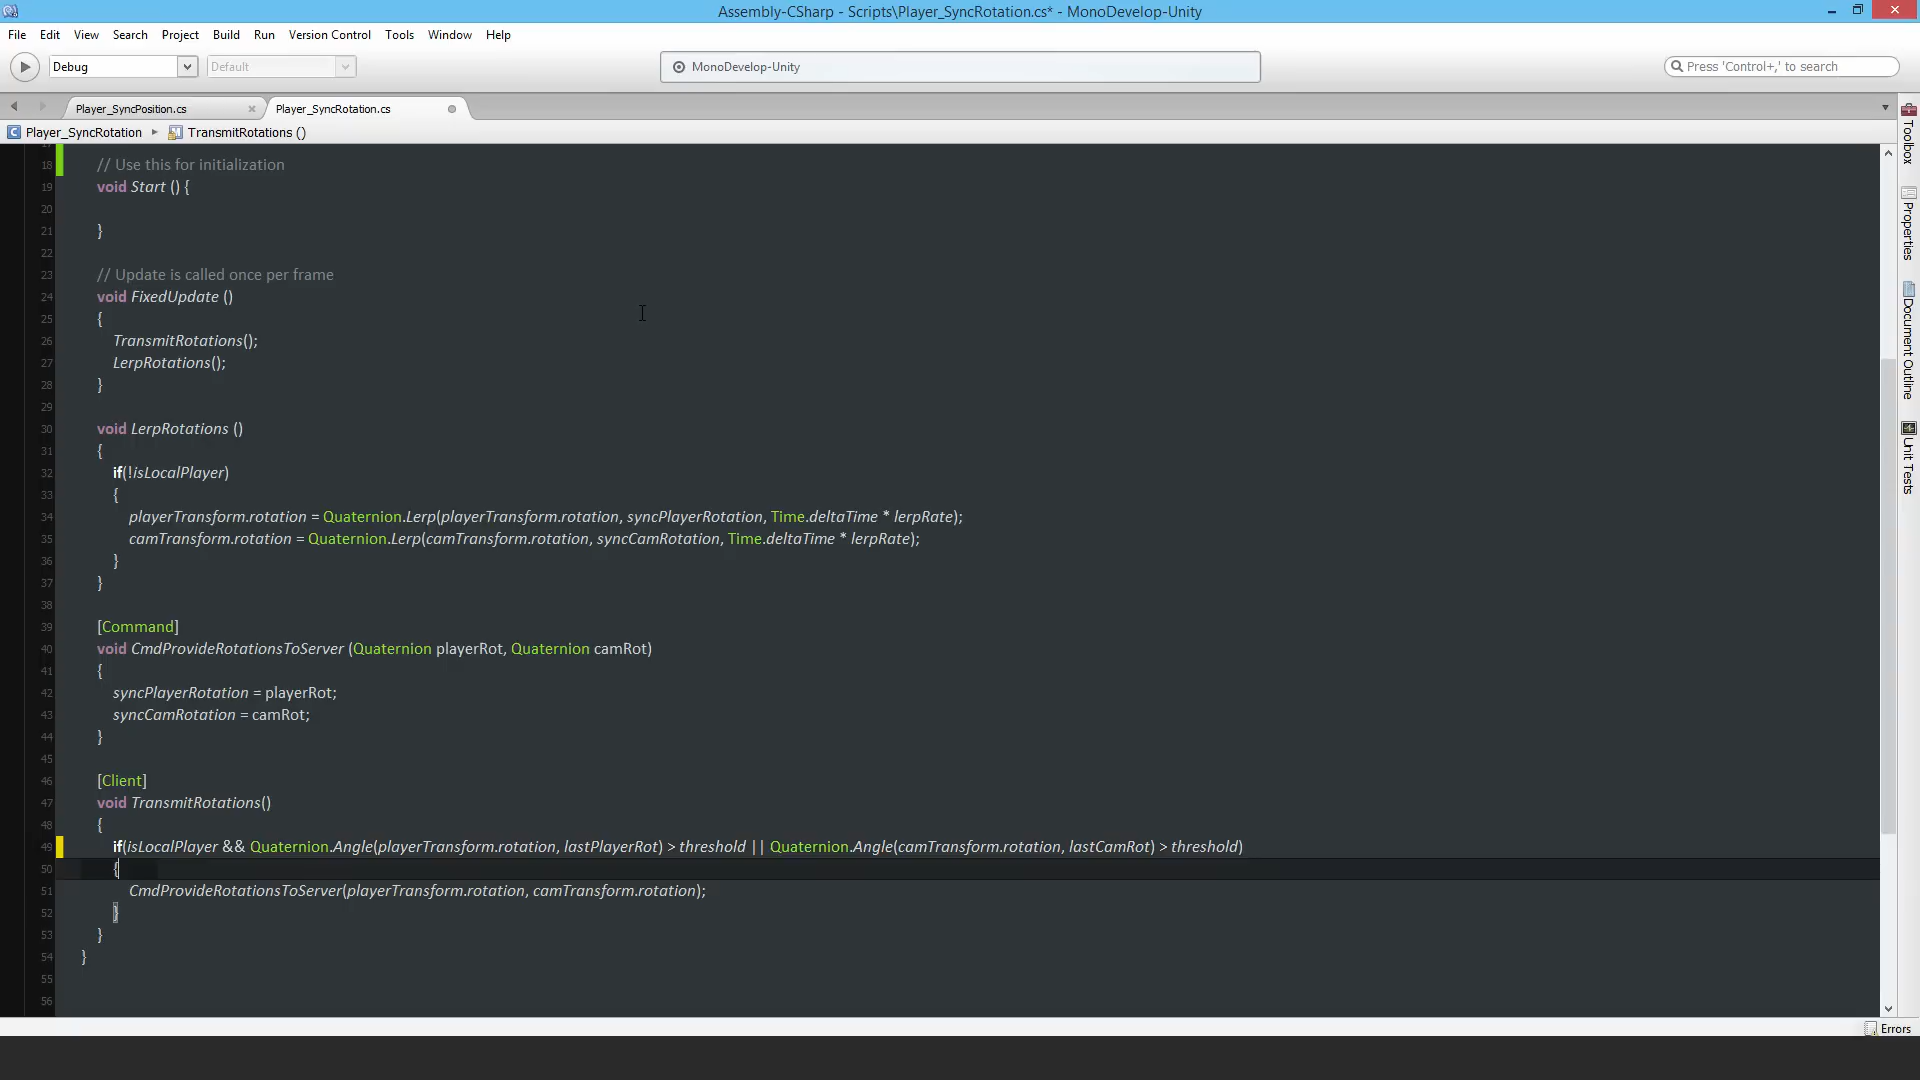 Assembly-CSharp - Scripts\Player_SyncRotation.cs* - MonoDevelop-Unity
File Edit View Search Project Build Run Version Control Tools Window Help
Debug Default MonoDevelop-Unity Press 'Control+,' to search
Player_SyncPosition.cs Player_SyncRotation.cs
Player_SyncRotation TransmitRotations ()
18 // Use this for initialization
19 void Start () {
20
21 }
22
23 // Update is called once per frame
24 void FixedUpdate ()
25 {
26 TransmitRotations();
27 LerpRotations();
28 }
29
30 void LerpRotations ()
31 {
32 if(!isLocalPlayer)
33 {
34 playerTransform.rotation = Quaternion.Lerp(playerTransform.rotation, syncPlayerRotation, Time.deltaTime * lerpRate);
35 camTransform.rotation = Quaternion.Lerp(camTransform.rotation, syncCamRotation, Time.deltaTime * lerpRate);
36 }
37 }
38
39 [Command]
40 void CmdProvideRotationsToServer (Quaternion playerRot, Quaternion camRot)
41 {
42 syncPlayerRotation = playerRot;
43 syncCamRotation = camRot;
44 }
45
46 [Client]
47 void TransmitRotations()
48 {
49 if(isLocalPlayer && Quaternion.Angle(playerTransform.rotation, lastPlayerRot) > threshold || Quaternion.Angle(camTransform.rotation, lastCamRot) > threshold)
50 {
51 CmdProvideRotationsToServer(playerTransform.rotation, camTransform.rotation);
52 }
53 }
54 }
55
56
Toolbox
Properties
Document Outline
Unit Tests
Errors